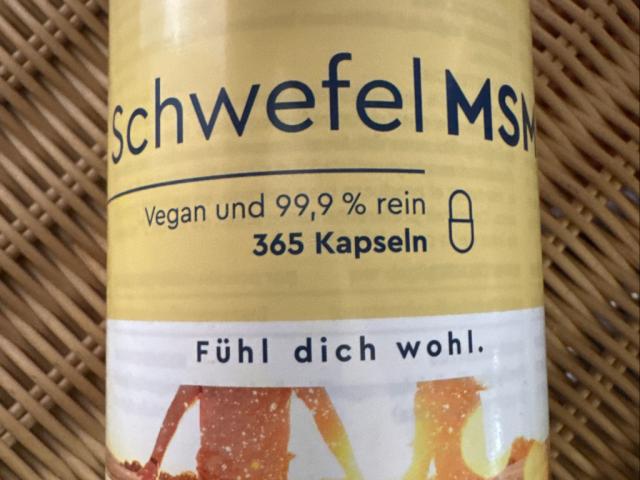 Schwefel MSM
Vegan und 99,9 % rein
365 Kapseln
Fühl dich wohl.